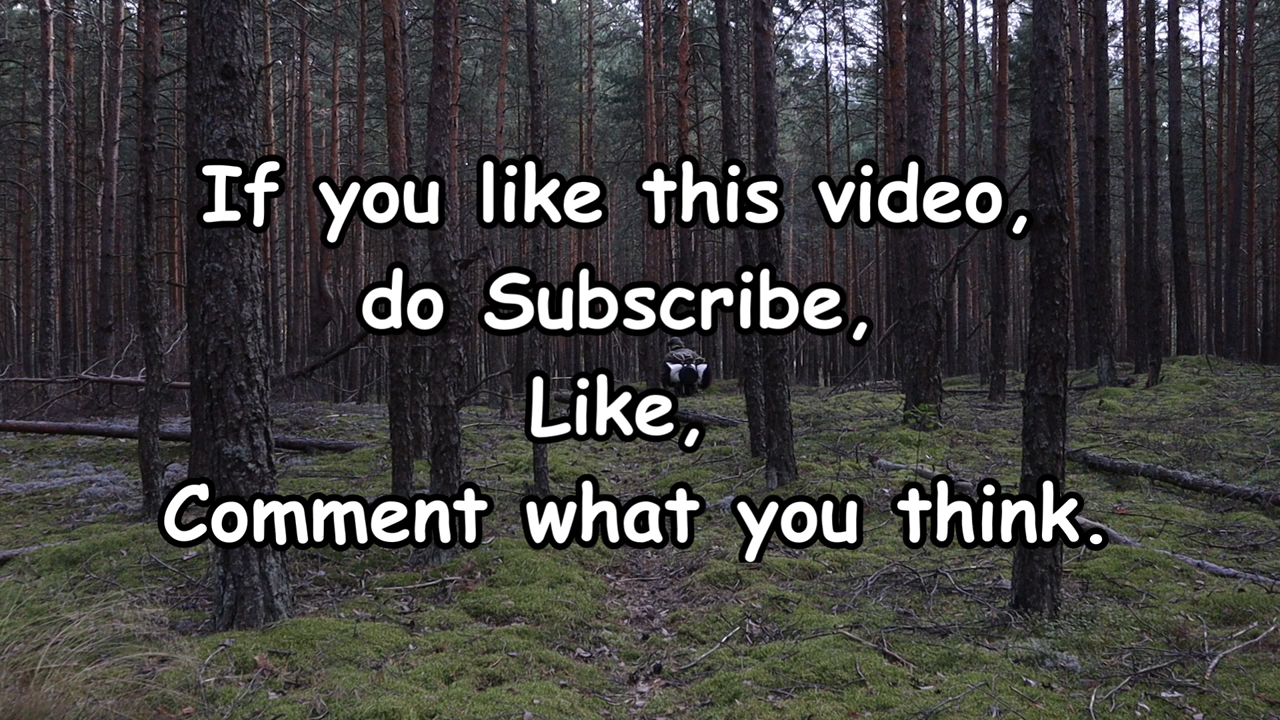 If you like this video,
do Subscribe,
Like,
Comment what you think.